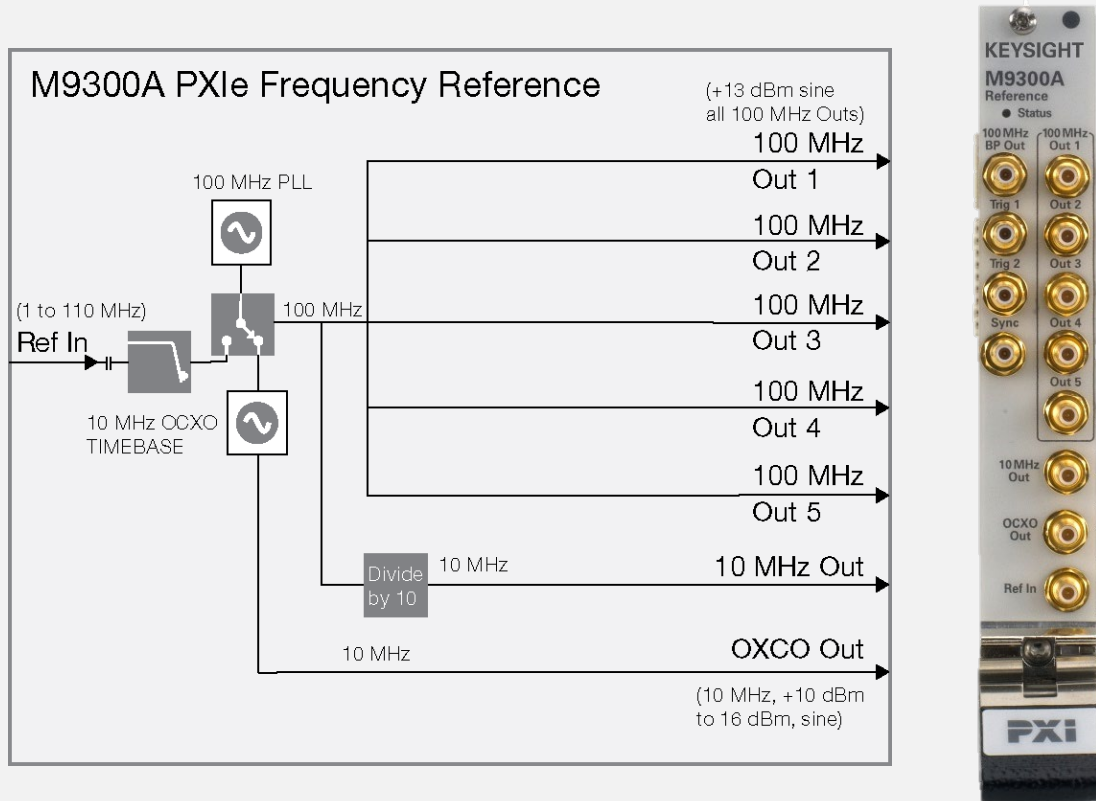 M9300A PXIe Frequency Reference
(+13 dBm sine
all 100 MHz Outs)
100 MHz
Out 1
100 MHz PLL
100 MHz
Out 2
(1 to 110 MHz)
Ref In
100 MHz
100 MHz
Out 3
10 MHz OCXO
TIMEBASE
100 MHz
Out 4
100 MHz
Out 5
Divide
by 10
10 MHz
10 MHz Out
10 MHz
OXCO Out
(10 MHz, +10 dBm
to 16 dBm, sine)
KEYSIGHT
M9300A
Reference
Status
100 MHz
BP Out
100 MHz
Out 1
Trig 1
Out 2
Trig 2
Out 3
Sync
Out 4
Out 5
10 MHz
Out
OCXO
Out
Ref In
PXI